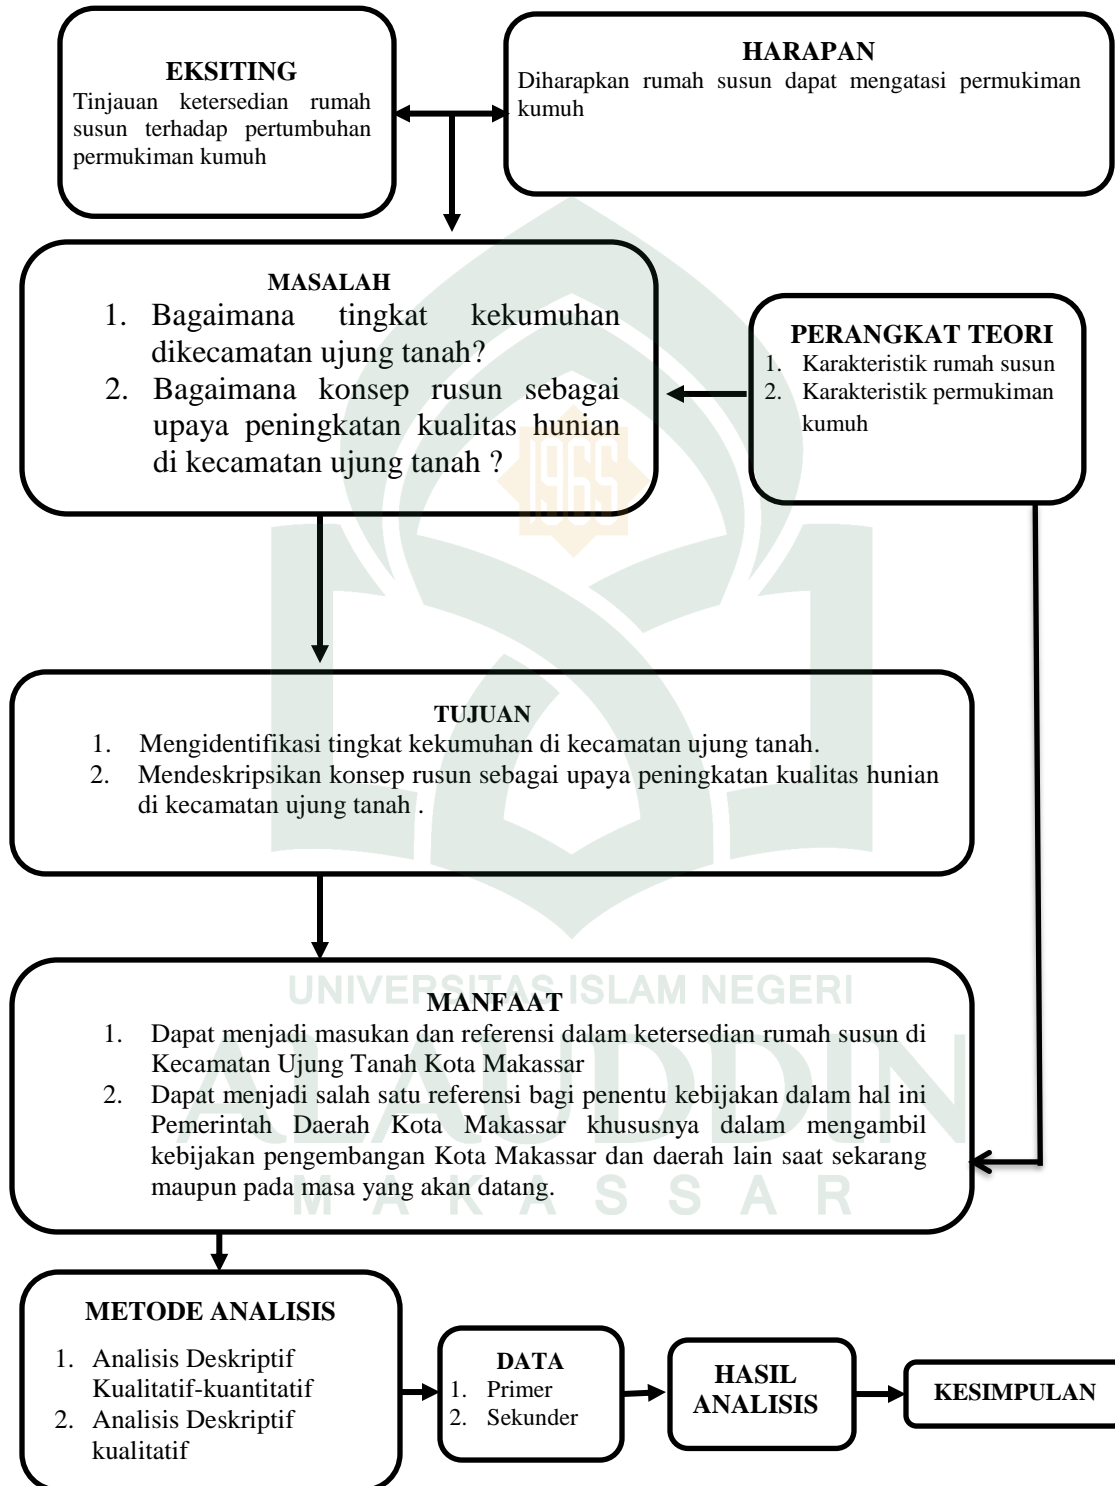 EKSITING
Tinjauan ketersedian rumah
susun terhadap pertumbuhan
permukiman kumuh
HARAPAN
Diharapkan rumah susun dapat mengatasi permukiman
kumuh
MASALAH
1. Bagaimana tingkat kekumuhan
dikecamatan ujung tanah?
2. Bagaimana konsep rusun sebagai
upaya peningkatan kualitas hunian
di kecamatan ujung tanah ?
PERANGKAT TEORI
1. Karakteristik rumah susun
2. Karakteristik permukiman
kumuh
1965
TUJUAN
1. Mengidentifikasi tingkat kekumuhan di kecamatan ujung tanah.
2. Mendeskripsikan konsep rusun sebagai upaya peningkatan kualitas hunian
di kecamatan ujung tanah .
UNIVERSITAS ISLAM NEGERI
ALAUDDIN
MAKASSAR
MANFAAT
1. Dapat menjadi masukan dan referensi dalam ketersedian rumah susun di
Kecamatan Ujung Tanah Kota Makassar
2. Dapat menjadi salah satu referensi bagi penentu kebijakan dalam hal ini
Pemerintah Daerah Kota Makassar khususnya dalam mengambil
kebijakan pengembangan Kota Makassar dan daerah lain saat sekarang
maupun pada masa yang akan datang.
METODE ANALISIS
1. Analisis Deskriptif
Kualitatif-kuantitatif
2. Analisis Deskriptif
kualitatif
DATA
1. Primer
2. Sekunder
HASIL
ANALISIS
KESIMPULAN